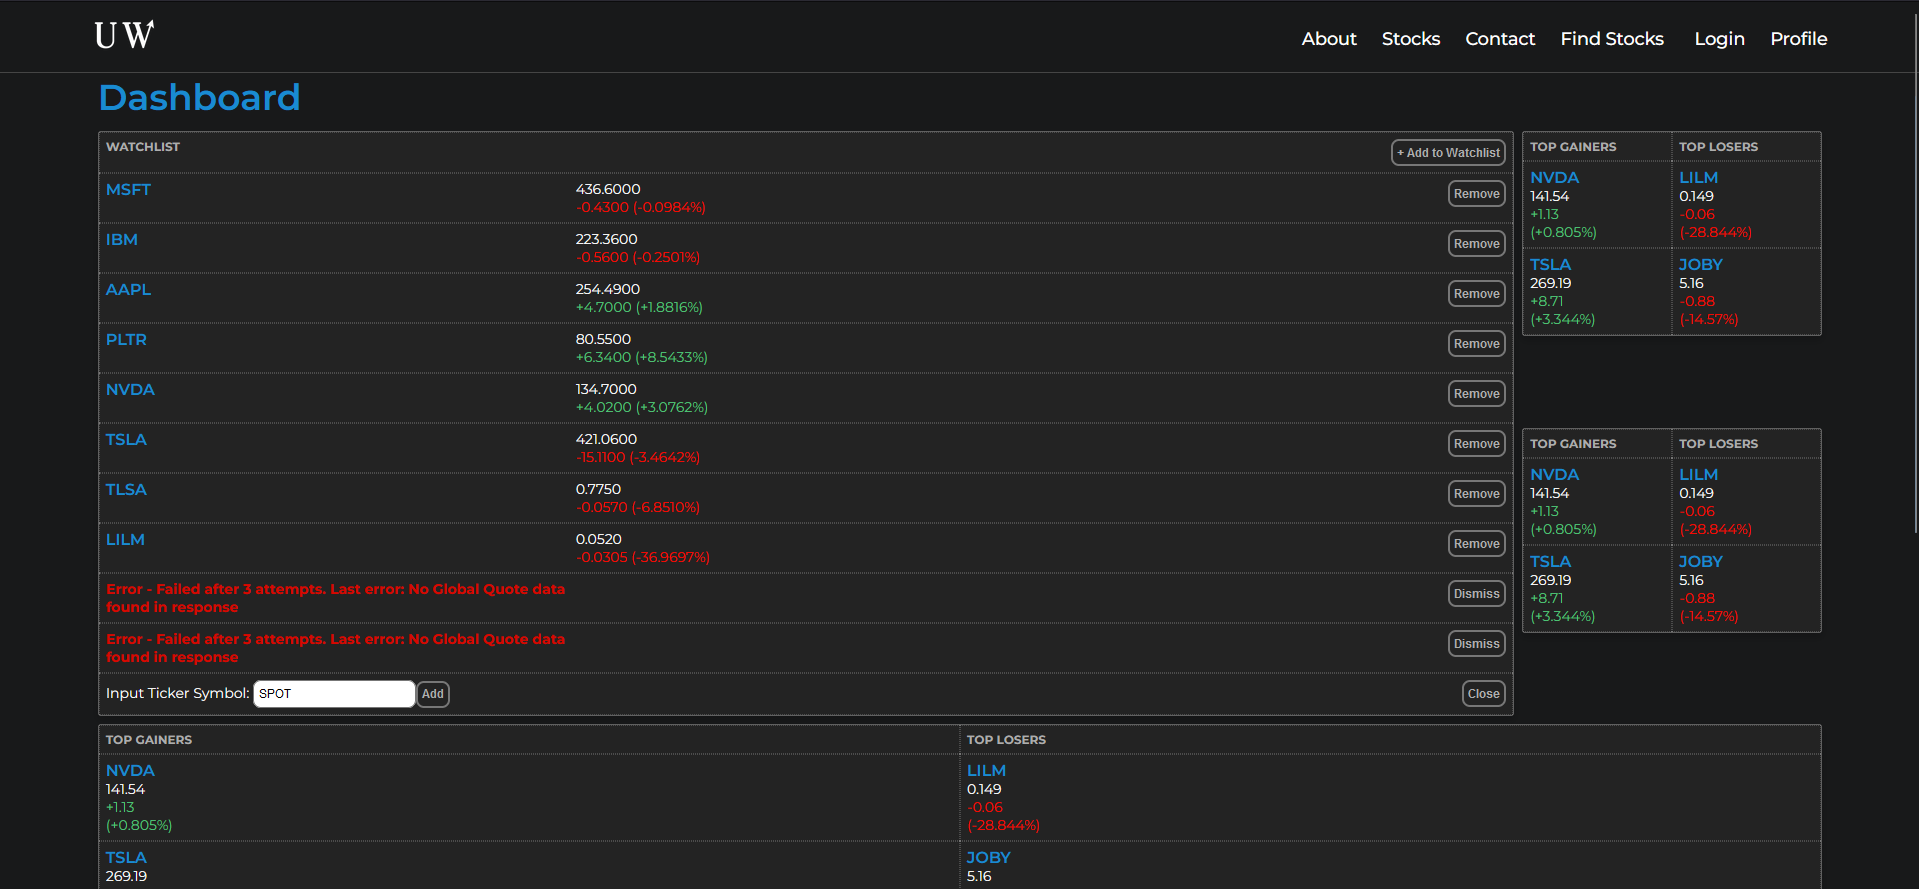 UW
About Stocks Contact Find Stocks Login Profile
Dashboard
WATCHLIST
+ Add to Watchlist
MSFT
436.6000
-0.4300 (-0.0984%)
Remove
IBM
223.3600
-0.5600 (-0.2501%)
Remove
AAPL
254.4900
+4.7000 (+1.8816%)
Remove
PLTR
80.5500
+6.3400 (+8.5433%)
Remove
NVDA
134.7000
+4.0200 (+3.0762%)
Remove
TSLA
421.0600
-15.1100 (-3.4642%)
Remove
TLSA
0.7750
-0.0570 (-6.8510%)
Remove
LILM
0.0520
-0.0305 (-36.9697%)
Remove
Error - Failed after 3 attempts. Last error: No Global Quote data
found in response
Dismiss
Error - Failed after 3 attempts. Last error: No Global Quote data
found in response
Dismiss
Input Ticker Symbol: SPOT Add
Close
TOP GAINERS
TOP LOSERS
NVDA
141.54
+1.13
(+0.805%)
LILM
0.149
-0.06
(-28.844%)
TSLA
269.19
+8.71
(+3.344%)
JOBY
5.16
-0.88
(-14.57%)
TOP GAINERS
TOP LOSERS
NVDA
141.54
+1.13
(+0.805%)
LILM
0.149
-0.06
(-28.844%)
TSLA
269.19
+8.71
(+3.344%)
JOBY
5.16
-0.88
(-14.57%)
TOP GAINERS
TOP LOSERS
NVDA
141.54
+1.13
(+0.805%)
LILM
0.149
-0.06
(-28.844%)
TSLA
269.19
JOBY
5.16